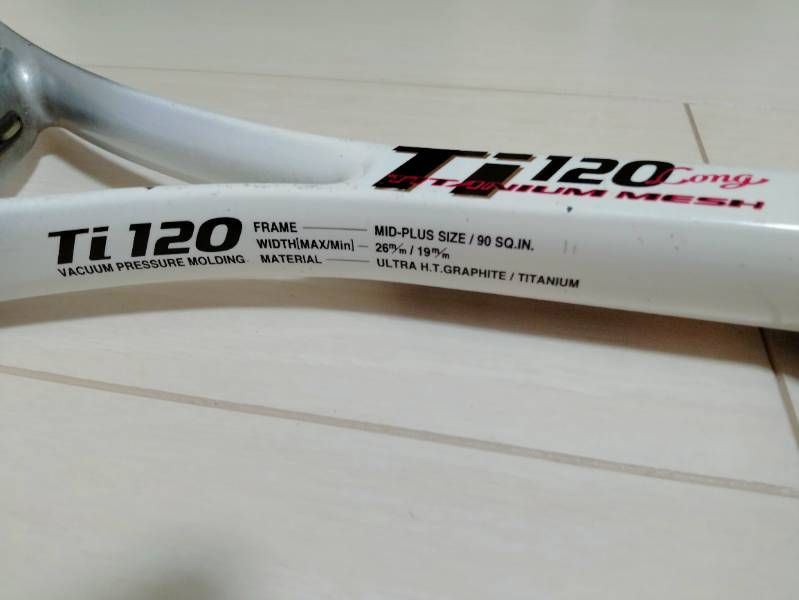 Ti 120 Long
TITANIUM MESH
Ti 120
VACUUM PRESSURE MOLDING
FRAME MID-PLUS SIZE / 90 SQ.IN.
WIDTH[MAX/Min] 26m/m / 19m/m
MATERIAL ULTRA H.T.GRAPHITE / TITANIUM